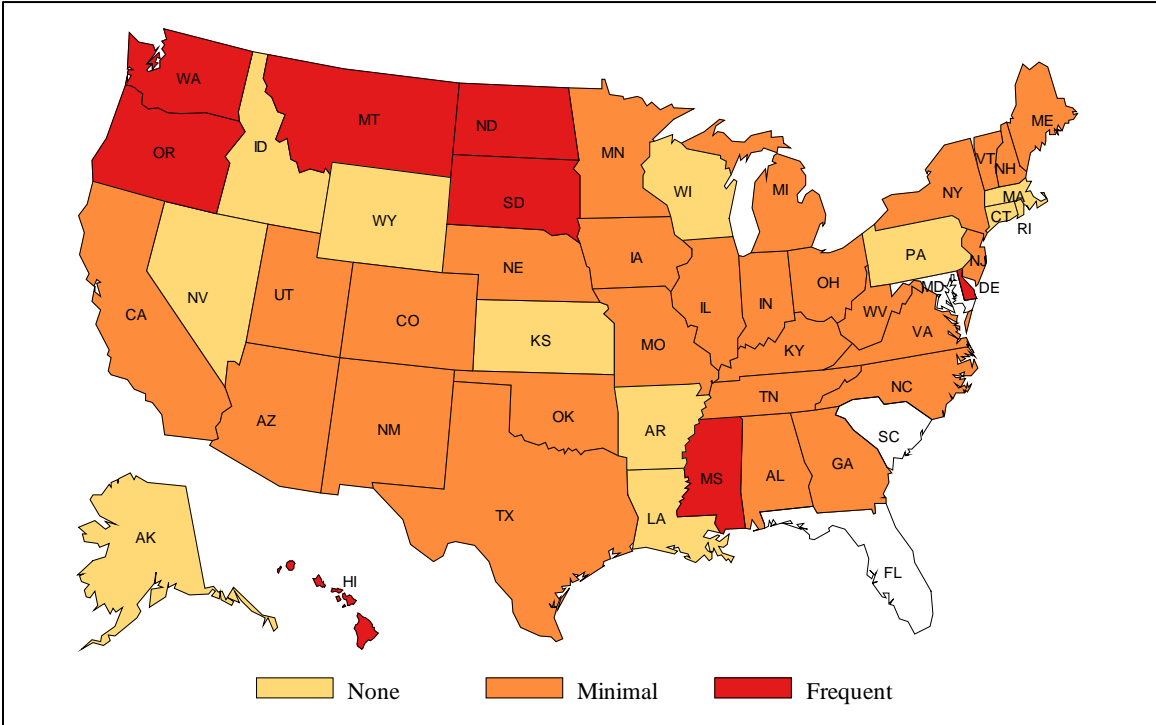 WA
MT
ND
OR
ID
MN
SD
WY
WI
MI
ME
VT
NH
NY
MA
CT
RI
NV
UT
CO
NE
IA
IL
IN
OH
PA
NJ
MD
DE
WV
VA
CA
KS
MO
KY
AZ
NM
OK
AR
TN
NC
SC
TX
LA
MS
AL
GA
FL
AK
HI
None Minimal Frequent